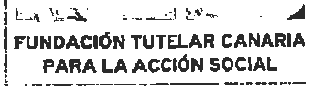 FUNDACIÓN TUTELAR CANARIA
PARA LA ACCIÓN SOCIAL